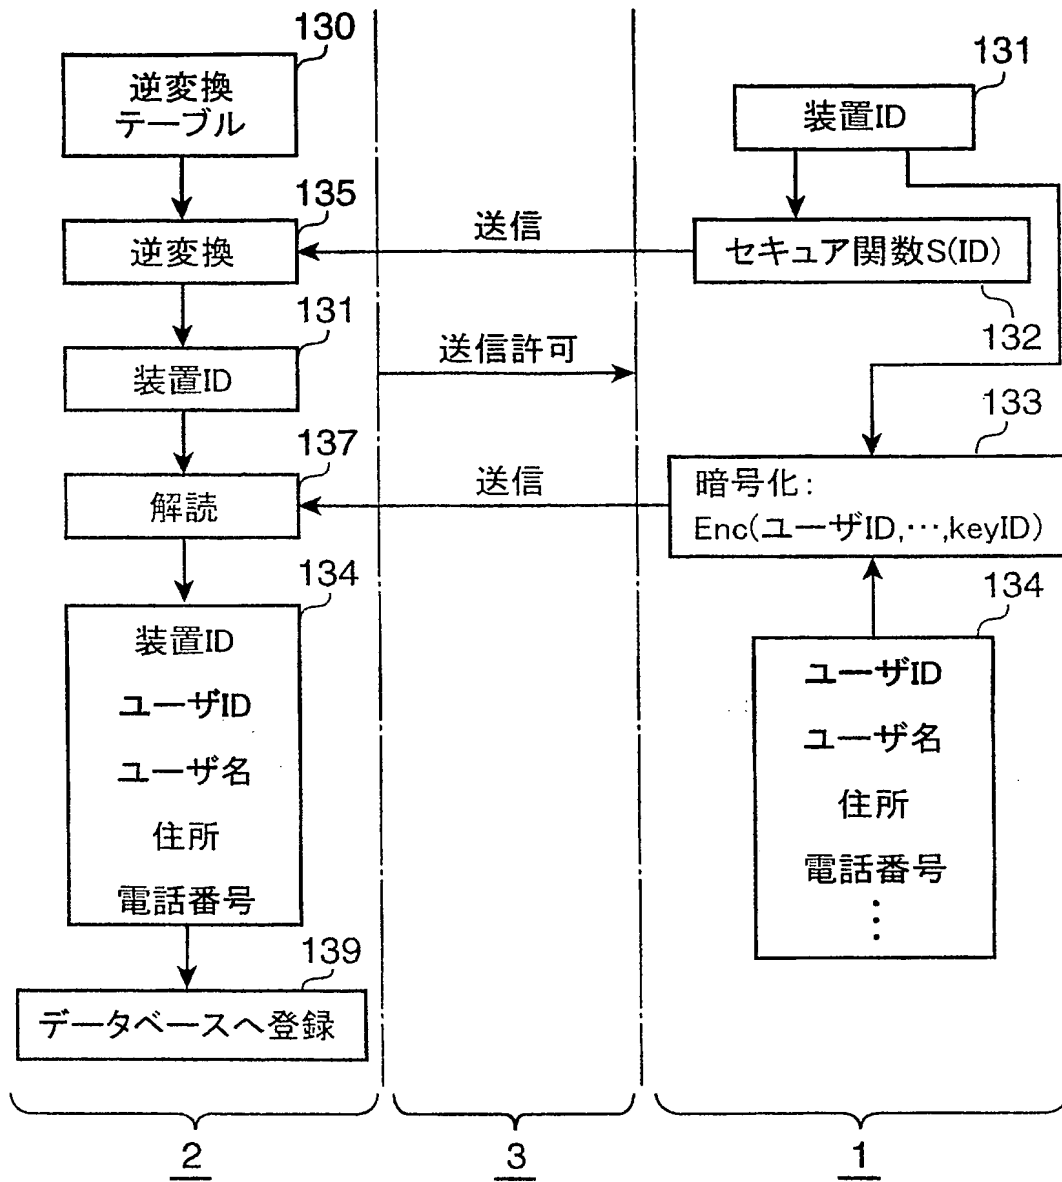 130
逆変換
テーブル
131
装置ID
135
逆変換
送信
セキュア関数S(ID)
132
131
装置ID
送信許可
133
137
解読
送信
暗号化:
Enc(ユーザID,…,keyID)
134
装置ID
ユーザID
ユーザ名
住所
電話番号
134
ユーザID
ユーザ名
住所
電話番号
⋮
139
データベースへ登録
2
3
1